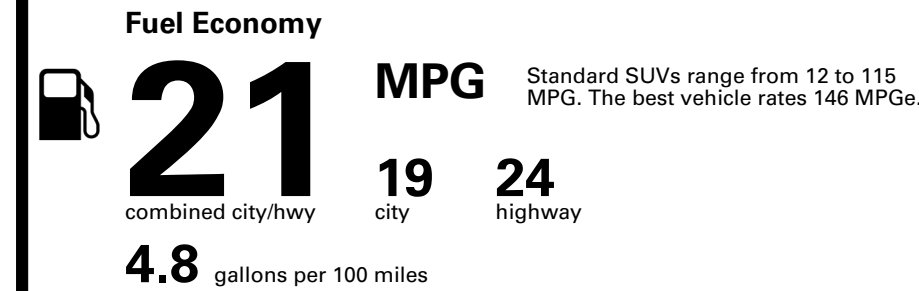 Fuel Economy
21 MPG
Standard SUVs range from 12 to 115
MPG. The best vehicle rates 146 MPGe.
19 24
combined city/hwy city highway
4.8 gallons per 100 miles